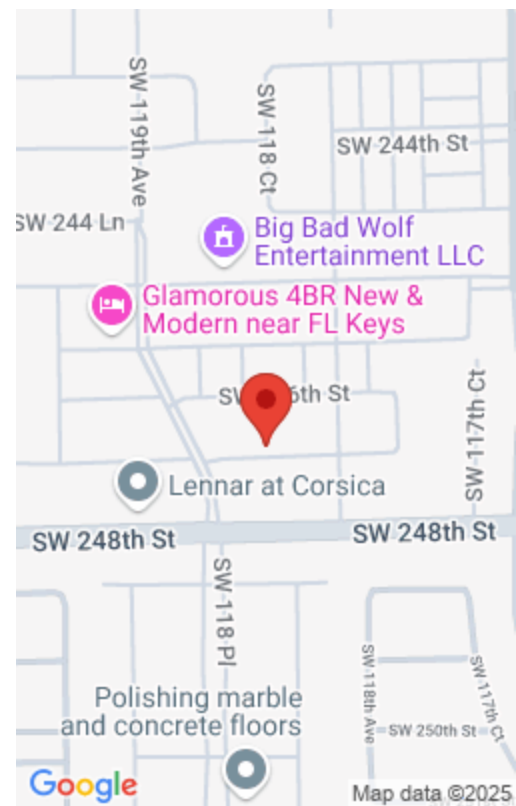 SW 119th Ave
SW 118 Ct
SW 244th St
SW 244 Ln
Big Bad Wolf
Entertainment LLC
Glamorous 4BR New &
Modern near FL Keys
6th St
SW 117th Ct
Lennar at Corsica
SW 248th St
SW 248th St
SW 118 Pl
SW 118th Ave
SW 117th Ct
Polishing marble
and concrete floors
SW 250th St
Google
Map data ©2025